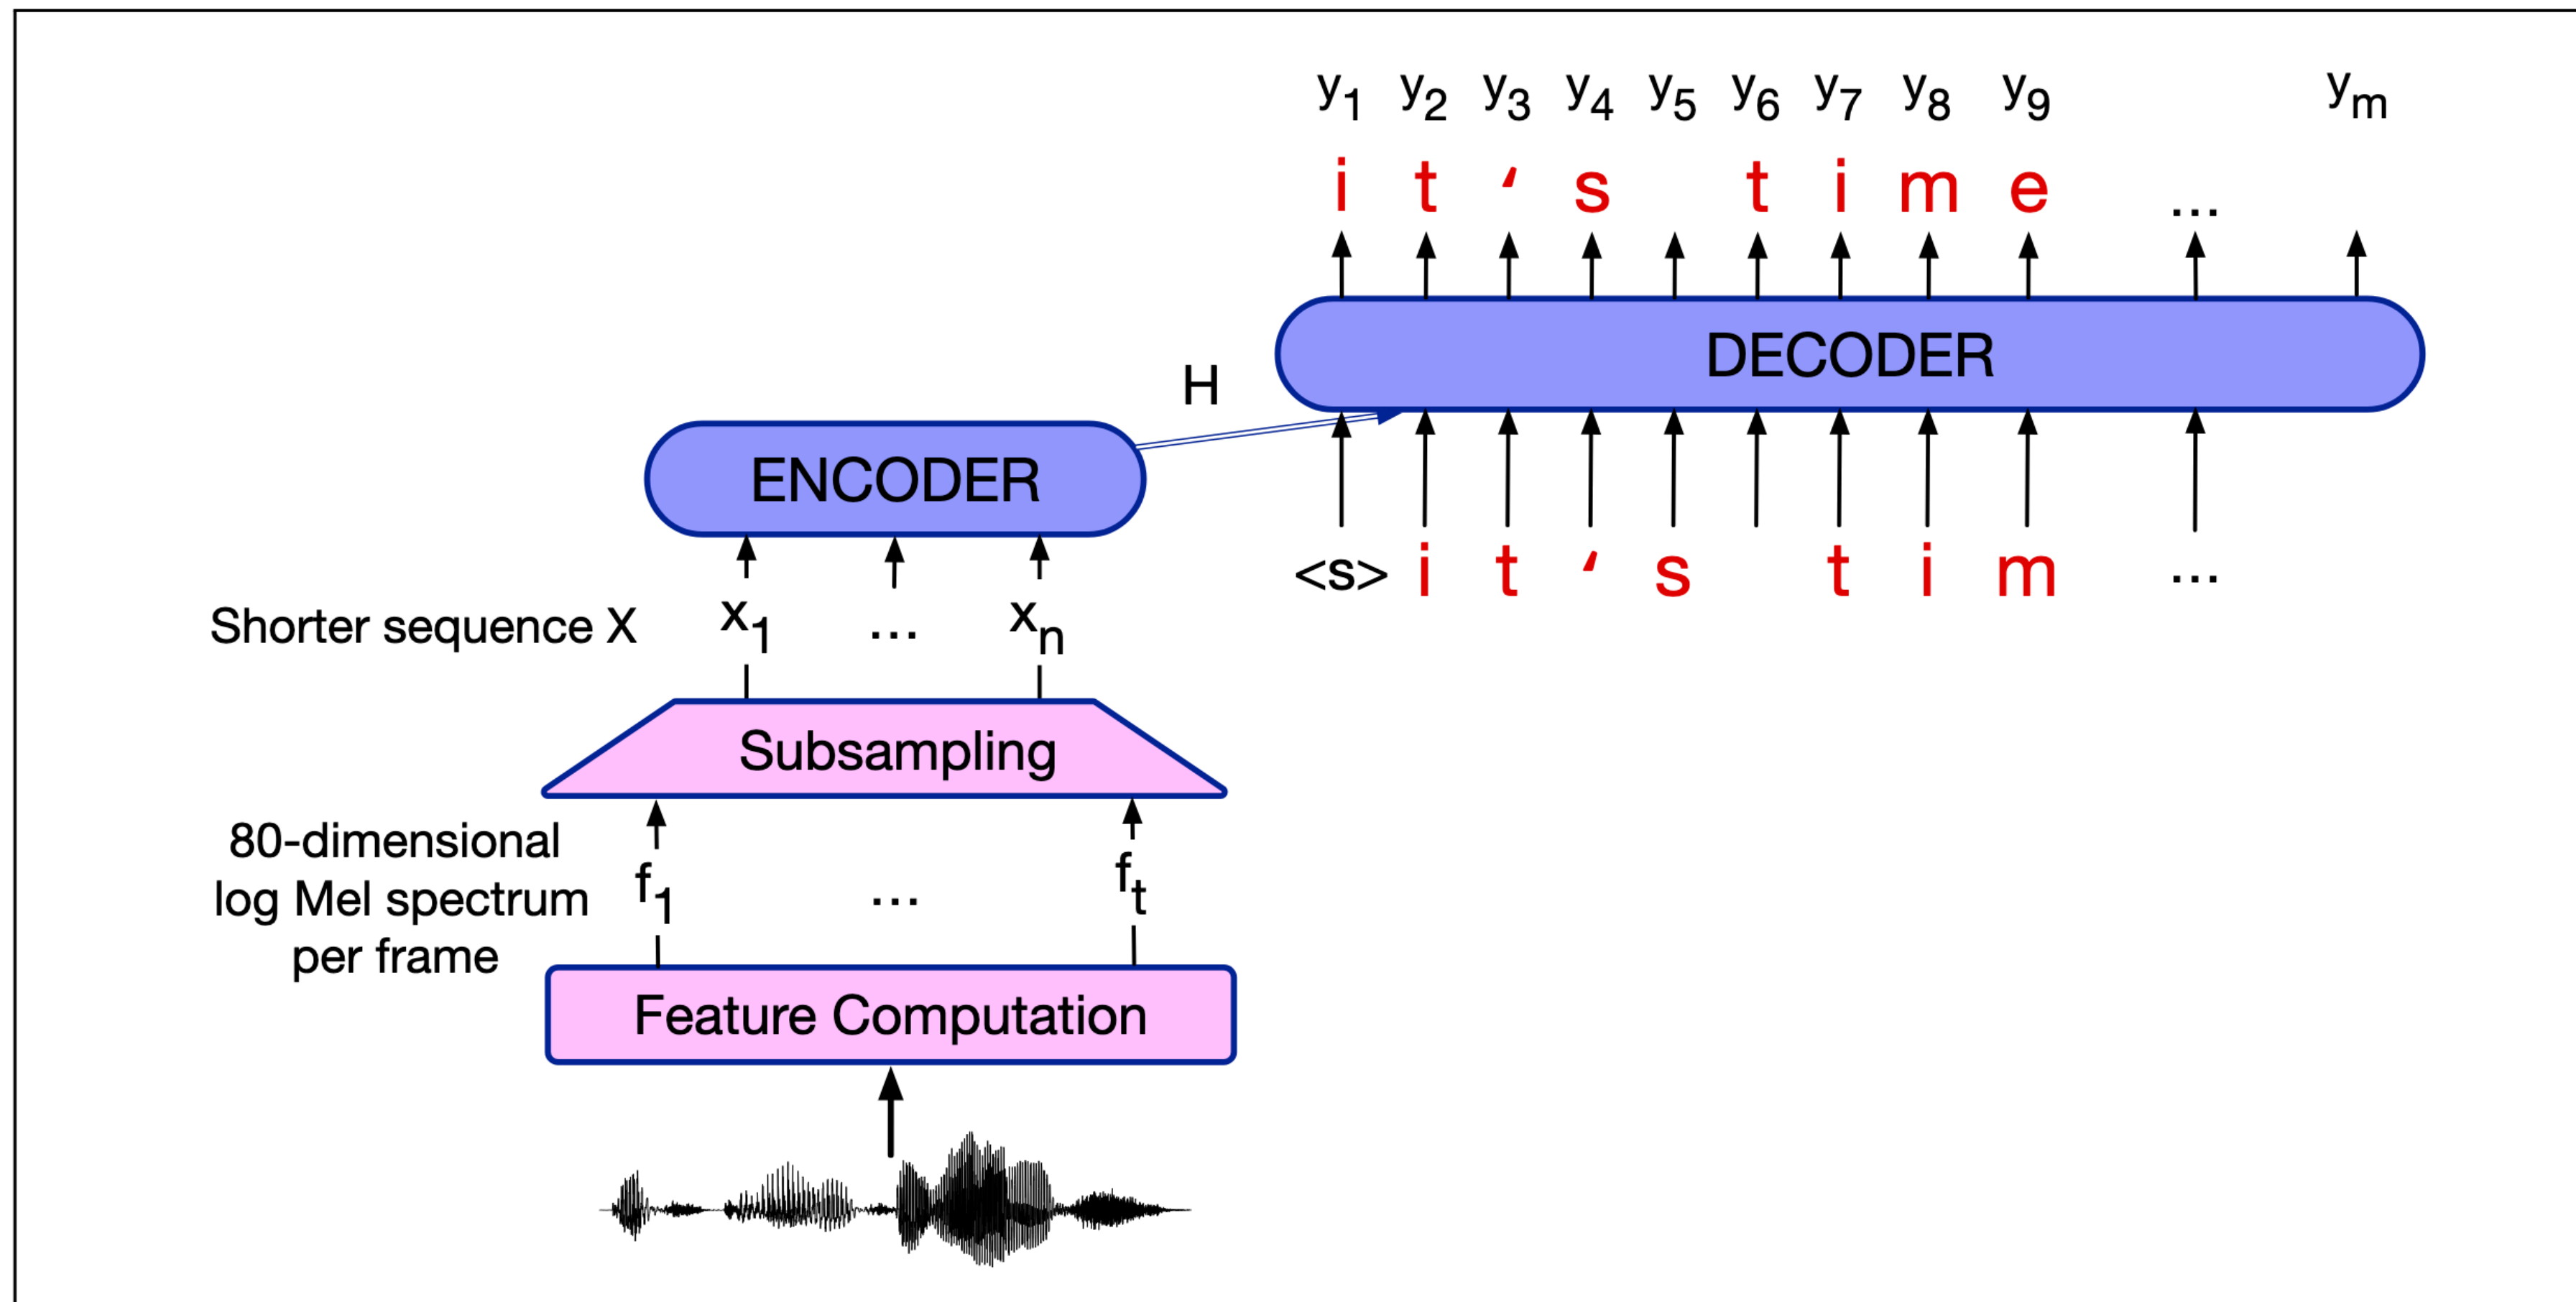 y1 y2 y3 y4 y5 y6 y7 y8 y9 ym
i t ‘ s t i m e ...
DECODER
H
ENCODER
<s> i t ‘ s t i m ...
Shorter sequence X
x1 ... xn
Subsampling
80-dimensional
log Mel spectrum
per frame
f1 ... ft
Feature Computation